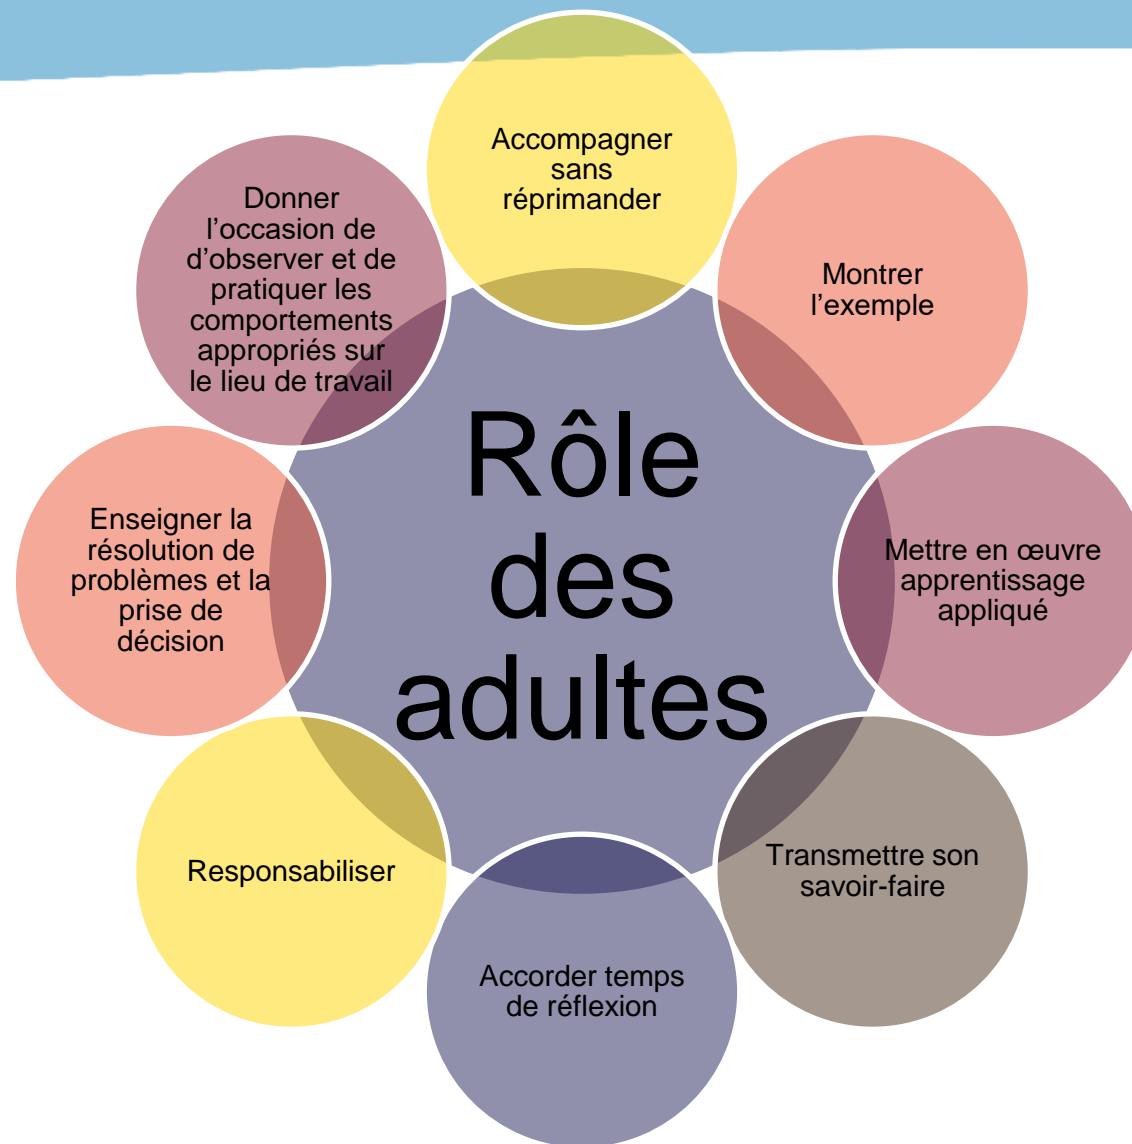 Accompagner
sans
réprimander
Montrer
l’exemple
Mettre en œuvre
apprentissage
appliqué
Transmettre son
savoir-faire
Accorder temps
de réflexion
Responsabiliser
Enseigner la
résolution de
problèmes et la
prise de
décision
Donner
l’occasion de
d’observer et de
pratiquer les
comportements
appropriés sur
le lieu de travail
Rôle
des
adultes